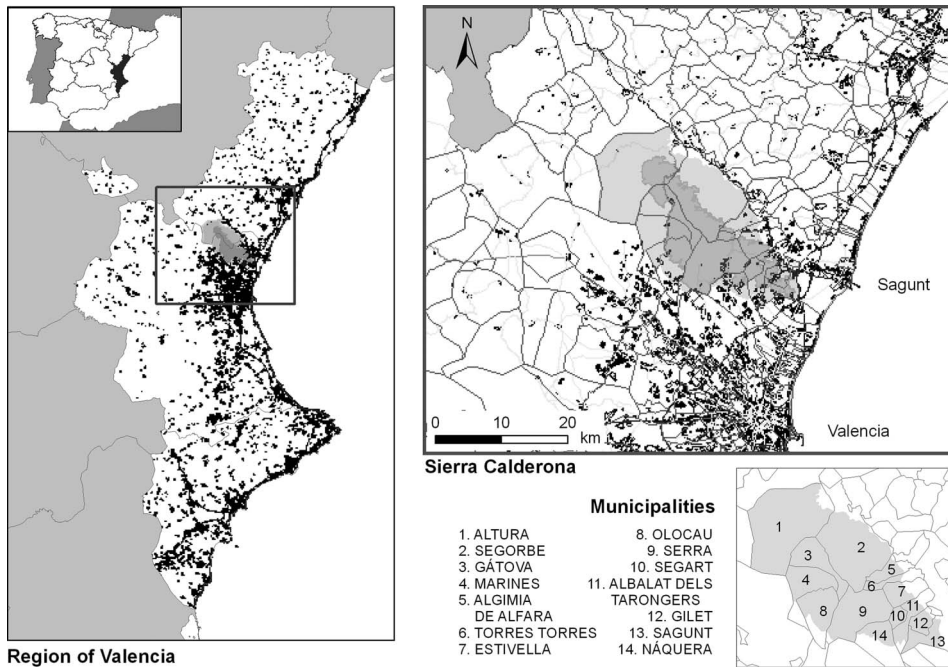 N
Sagunt
Valencia
0 10 20
km
Sierra Calderona
Region of Valencia
Municipalities
1. ALTURA
2. SEGORBE
3. GÁTOVA
4. MARINES
5. ALGIMIA
DE ALFARA
6. TORRES TORRES
7. ESTIVELLA
8. OLOCAU
9. SERRA
10. SEGART
11. ALBALAT DELS
TARONGERS
12. GILET
13. SAGUNT
14. NÁQUERA
1
2
3
4
5
6
7
8
9
10
11
12
13
14